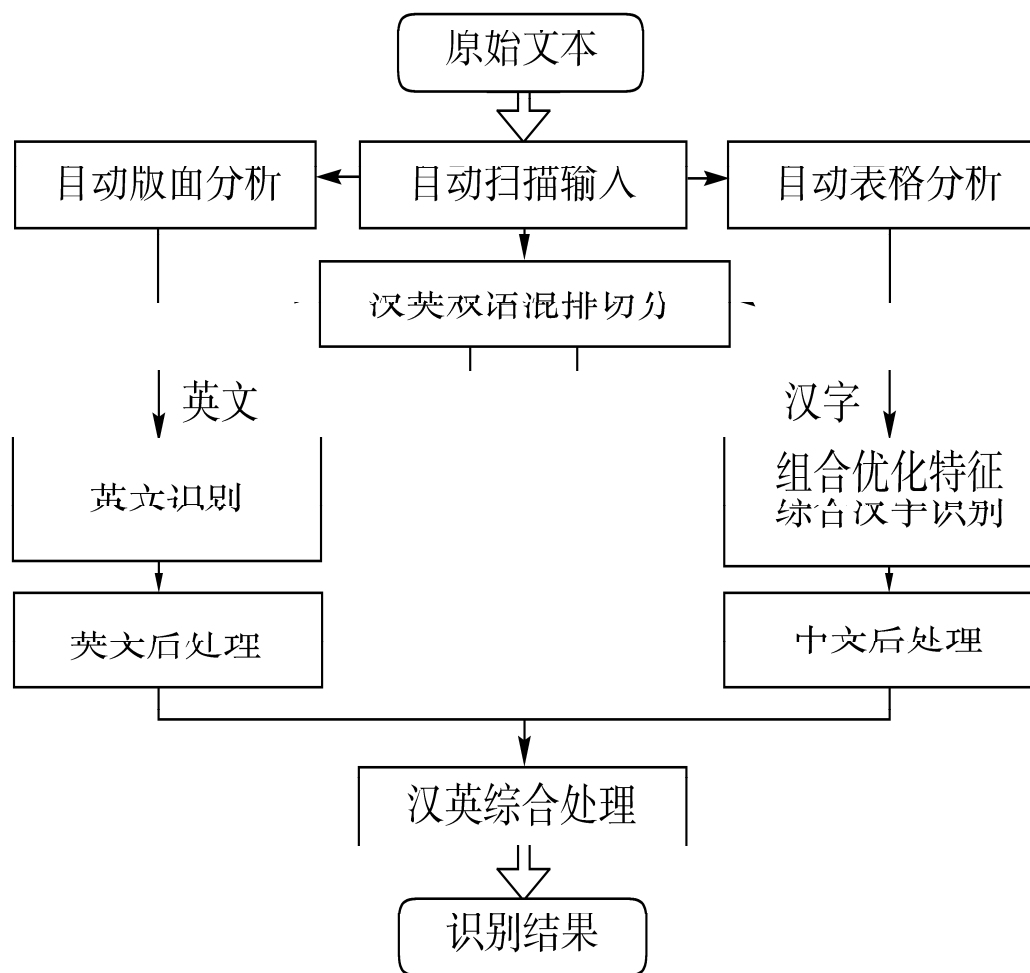 原始文本
自动版面分析
自动扫描输入
自动表格分析
汉英双语混排切分
英文
汉字
英文识别
组合优化特征
综合汉字识别
英文后处理
中文后处理
汉英综合处理
识别结果